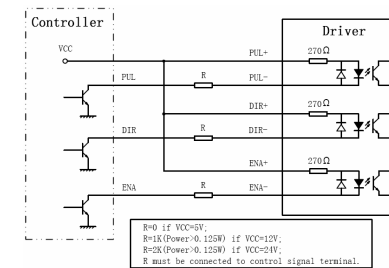 Controller
Driver
VCC
PUL+
270Ω
PUL
R
PUL-
DIR+
270Ω
DIR
R
DIR-
ENA+
270Ω
ENA
R
ENA-
R=0 if VCC=5V;
R=1K(Power>0.125W) if VCC=12V;
R=2K(Power>0.125W) if VCC=24V;
R must be connected to control signal terminal.